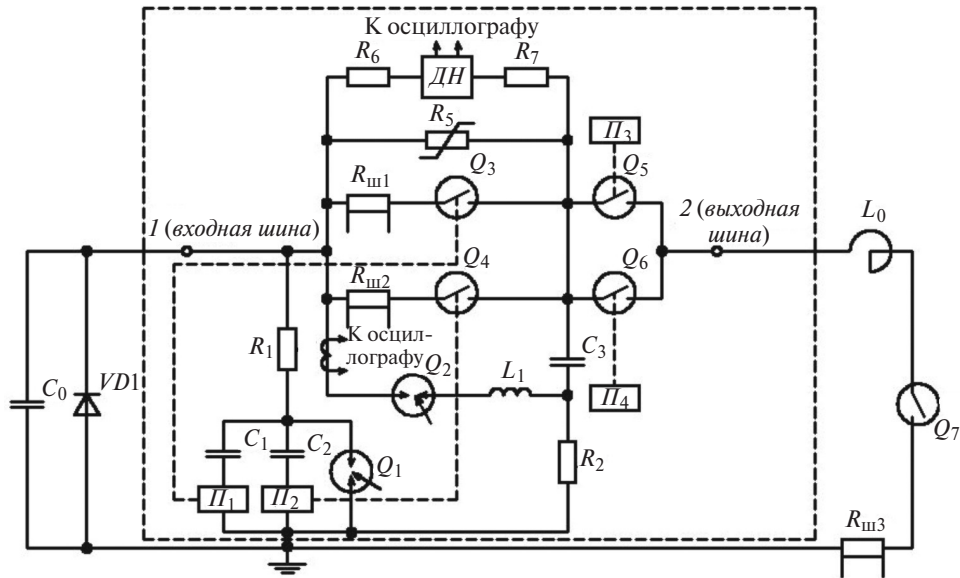 К осциллографу
R6
ДН
R7
R5
П3
Rш1
Q3
Q5
1 (входная шина)
2 (выходная
шина)
L0
Rш2
Q4
Q6
R1
К осцил-
лографу
Q2
L1
C3
П4
C0
VD1
Q7
C1
C2
Q1
R2
П1
П2
Rш3